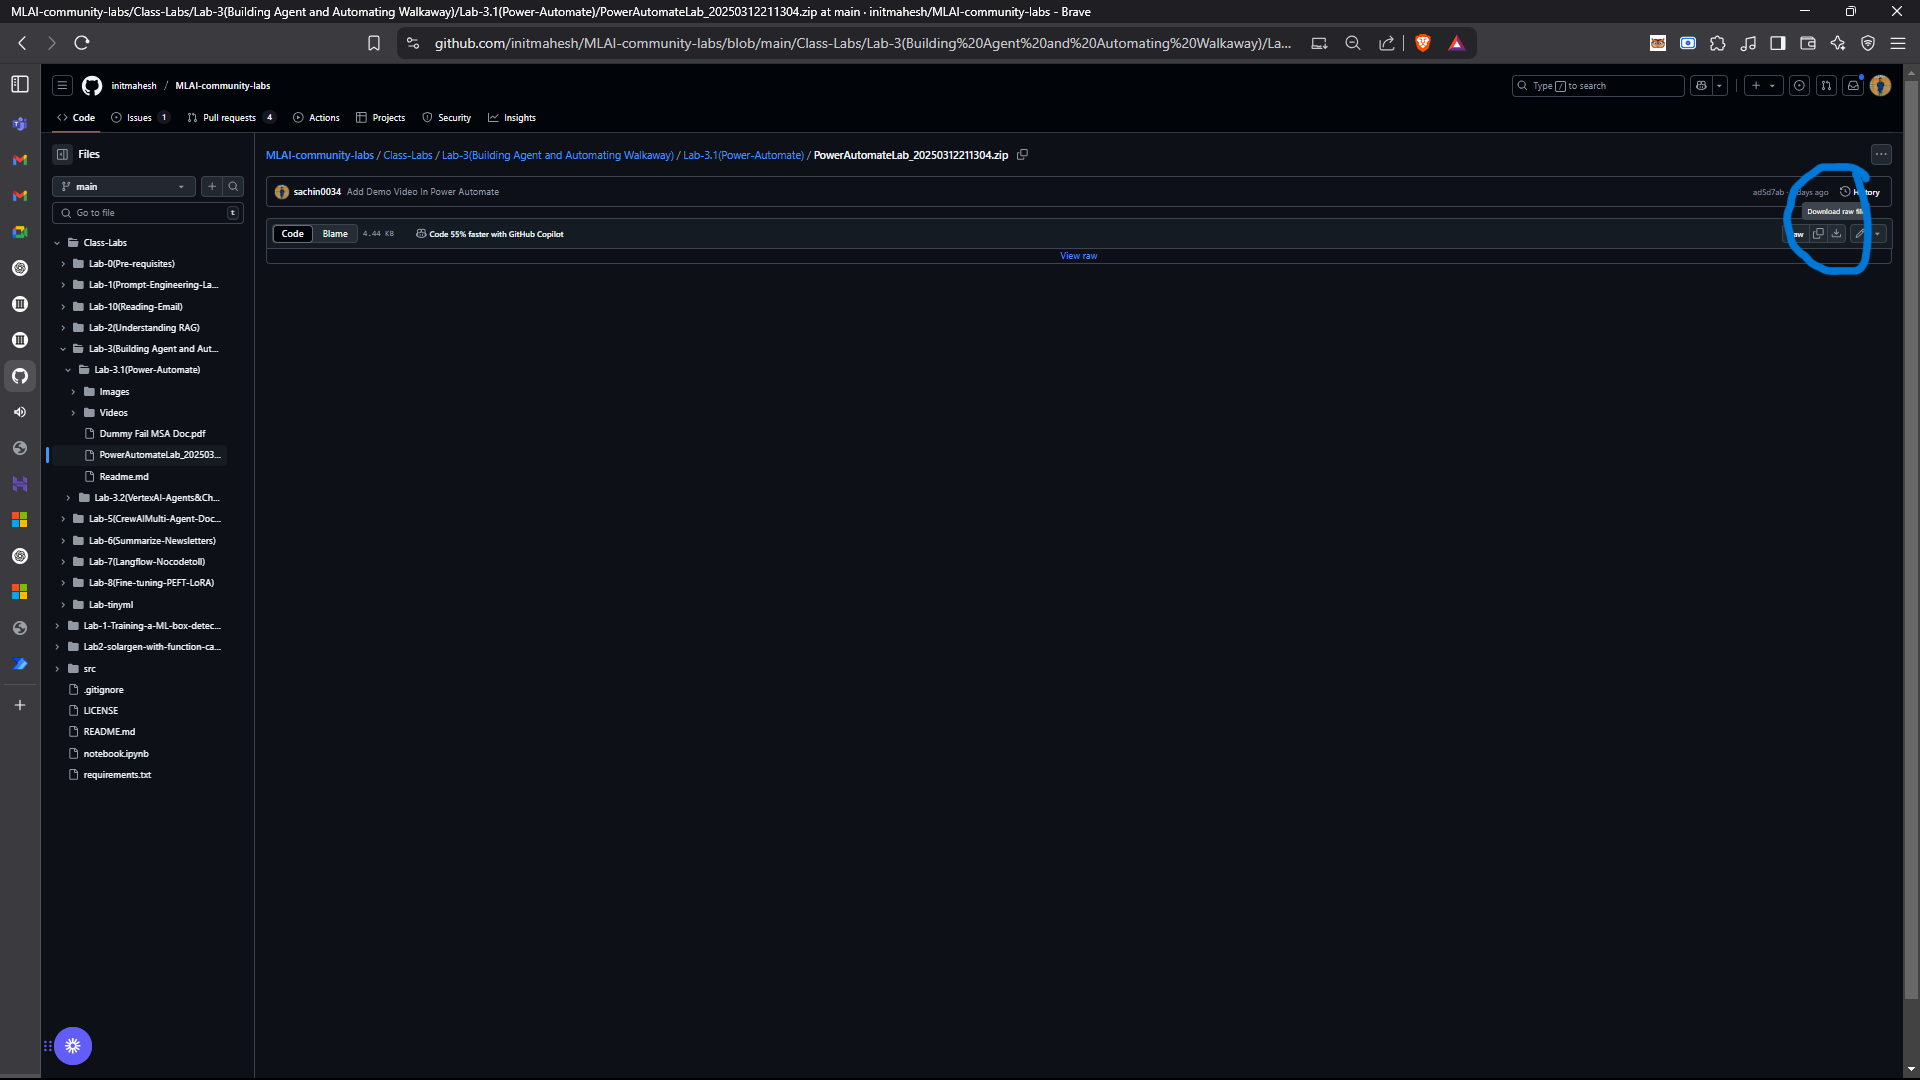 MLAI-community-labs/Class-Labs/Lab-3(Building Agent and Automating Walkaway)/Lab-3.1(Power-Automate)/PowerAutomateLab_20250312211304.zip at main · initmahesh/MLAI-community-labs - Brave
github.com/initmahesh/MLAI-community-labs/blob/main/Class-Labs/Lab-3(Building%20Agent%20and%20Automating%20Walkaway)/La...
initmahesh / MLAI-community-labs
Type / to search
Code
Issues 1
Pull requests 4
Actions
Projects
Security
Insights
Files
main
Go to file
t
Class-Labs
Lab-0(Pre-requisites)
Lab-1(Prompt-Engineering-La...
Lab-10(Reading-Email)
Lab-2(Understanding RAG)
Lab-3(Building Agent and Aut...
Lab-3.1(Power-Automate)
Images
Videos
Dummy Fail MSA Doc.pdf
PowerAutomateLab_202503...
Readme.md
Lab-3.2(VertexAI-Agents&Ch...
Lab-5(CrewAIMulti-Agent-Doc...
Lab-6(Summarize-Newsletters)
Lab-7(Langflow-Nocodetoll)
Lab-8(Fine-tuning-PEFT-LoRA)
Lab-tinyml
Lab-1-Training-a-ML-box-detec...
Lab2-solargen-with-function-ca...
src
.gitignore
LICENSE
README.md
notebook.ipynb
requirements.txt
MLAI-community-labs / Class-Labs / Lab-3(Building Agent and Automating Walkaway) / Lab-3.1(Power-Automate) / PowerAutomateLab_20250312211304.zip
sachin0034 Add Demo Video In Power Automate
ad5d7ab · days ago
Download raw
Code
Blame
4.44 KB
Code 55% faster with GitHub Copilot
View raw